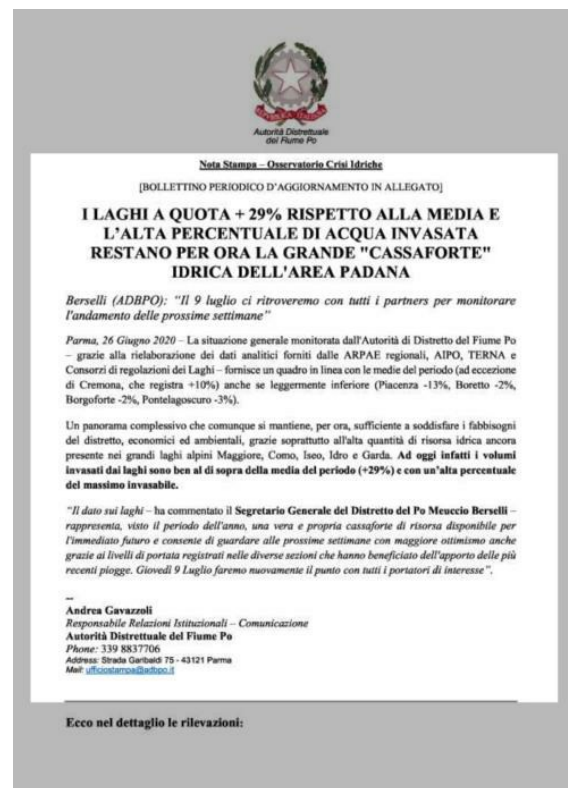 REPVBBLICA ITALIANA
Autorità Distrettuale
del Fiume Po
Nota Stampa – Osservatorio Crisi Idriche
[BOLLETTINO PERIODICO D'AGGIORNAMENTO IN ALLEGATO]
I LAGHI A QUOTA + 29% RISPETTO ALLA MEDIA E
L'ALTA PERCENTUALE DI ACQUA INVASATA
RESTANO PER ORA LA GRANDE "CASSAFORTE"
IDRICA DELL'AREA PADANA
Berselli (ADBPO): "Il 9 luglio ci ritroveremo con tutti i partners per monitorare
l'andamento delle prossime settimane"
Parma, 26 Giugno 2020 – La situazione generale monitorata dall'Autorità di Distretto del Fiume Po
– grazie alla rielaborazione dei dati analitici forniti dalle ARPAE regionali, AIPO, TERNA e
Consorzi di regolazioni dei Laghi – fornisce un quadro in linea con le medie del periodo (ad eccezione
di Cremona, che registra +10%) anche se leggermente inferiore (Piacenza -13%, Boretto -2%,
Borgoforte -2%, Pontelagoscuro -3%).
Un panorama complessivo che comunque si mantiene, per ora, sufficiente a soddisfare i fabbisogni
del distretto, economici ed ambientali, grazie soprattutto all'alta quantità di risorsa idrica ancora
presente nei grandi laghi alpini Maggiore, Como, Iseo, Idro e Garda. Ad oggi infatti i volumi
invasati dai laghi sono ben al di sopra della media del periodo (+29%) e con un'alta percentuale
del massimo invasabile.
"Il dato sui laghi – ha commentato il Segretario Generale del Distretto del Po Meuccio Berselli –
rappresenta, visto il periodo dell'anno, una vera e propria cassaforte di risorsa disponibile per
l'immediato futuro e consente di guardare alle prossime settimane con maggiore ottimismo anche
grazie ai livelli di portata registrati nelle diverse sezioni che hanno beneficiato dell'apporto delle più
recenti piogge. Giovedì 9 Luglio faremo nuovamente il punto con tutti i portatori di interesse".
--
Andrea Gavazzoli
Responsabile Relazioni Istituzionali – Comunicazione
Autorità Distrettuale del Fiume Po
Phone: 339 8837706
Address: Strada Garibaldi 75 - 43121 Parma
Mail: ufficiostampa@adbpo.it
Ecco nel dettaglio le rilevazioni: